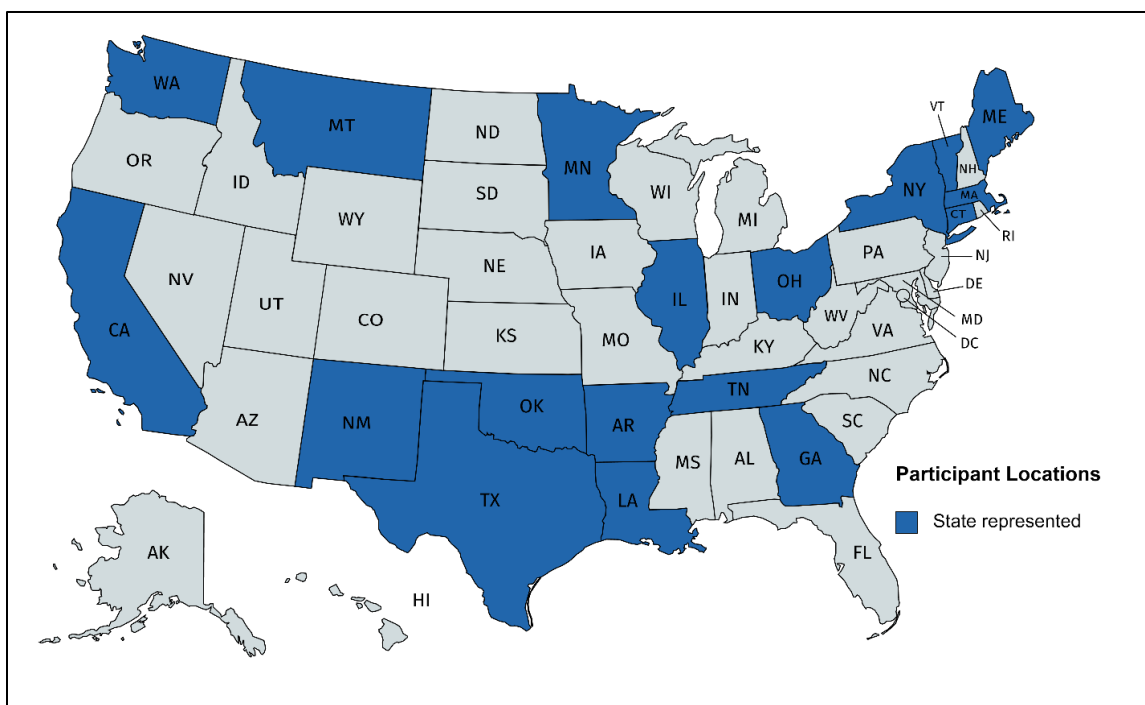 WA
MT
ND
MN
VT
ME
OR
ID
SD
WI
NY
NH
MA
CT
RI
WY
MI
IA
PA
NJ
NE
NV
UT
CO
IL
IN
OH
DE
WV
MD
DC
CA
KS
MO
KY
VA
NC
TN
AZ
NM
OK
AR
SC
MS
AL
GA
TX
LA
Participant Locations
State represented
FL
AK
HI